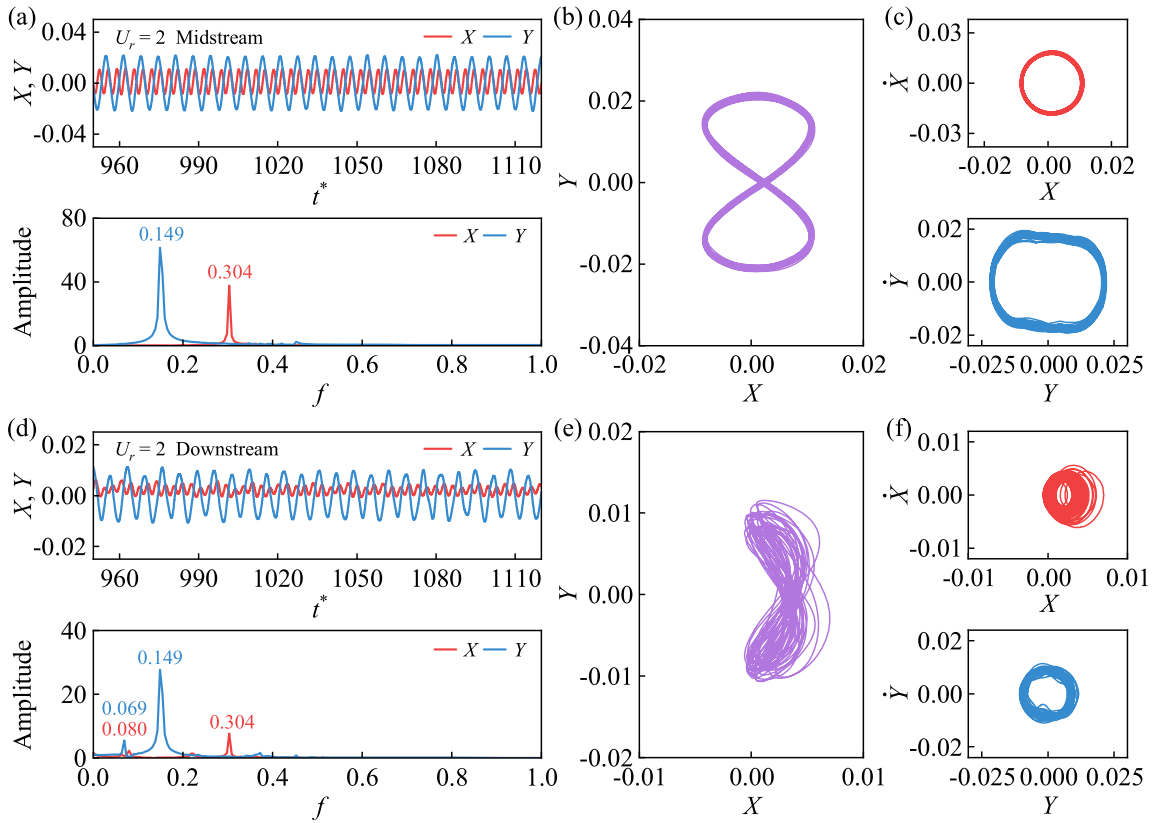 (a)
U_r = 2 Midstream
X Y
0.04
0.00
-0.04
X, Y
960 990 1020 1050 1080 1110
t*
80
40
0
Amplitude
0.149
0.304
X Y
0.0 0.2 0.4 0.6 0.8 1.0
f
(b)
0.04
0.02
0.00
-0.02
-0.04
Y
-0.02 0.00 0.02
X
(c)
0.03
0.00
-0.03
Ẋ
-0.02 0.00 0.02
X
0.02
0.00
-0.02
Ẏ
-0.025 0.000 0.025
Y
(d)
U_r = 2 Downstream
X Y
0.02
0.00
-0.02
X, Y
960 990 1020 1050 1080 1110
t*
40
20
0
Amplitude
0.149
0.069
0.080
0.304
X Y
0.0 0.2 0.4 0.6 0.8 1.0
f
(e)
0.02
0.01
0.00
-0.01
-0.02
Y
-0.01 0.00 0.01
X
(f)
0.01
0.00
-0.01
Ẋ
-0.01 0.00 0.01
X
0.02
0.00
-0.02
Ẏ
-0.025 0.000 0.025
Y